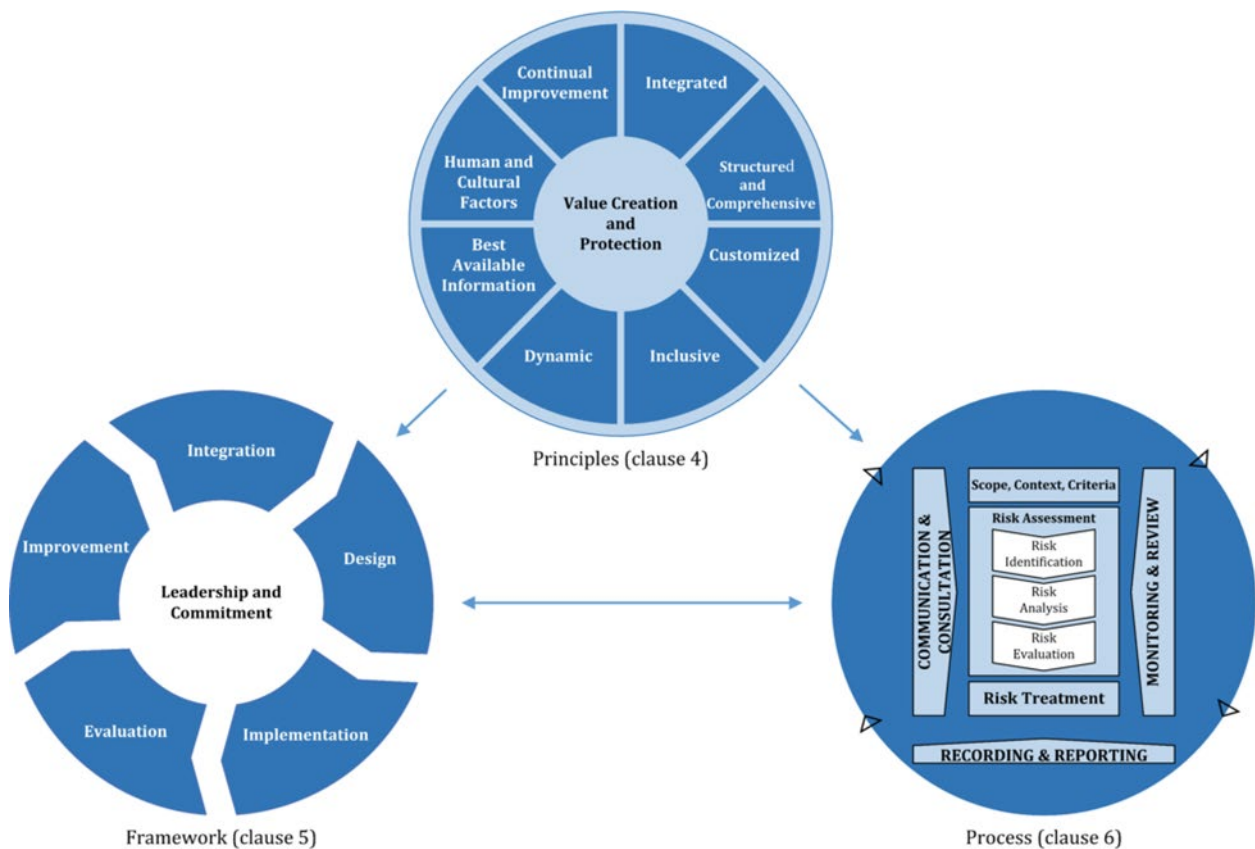 Continual
Improvement
Integrated
Human and
Cultural
Factors
Structured
and
Comprehensive
Value Creation
and
Protection
Best
Available
Information
Customized
Dynamic
Inclusive
Principles (clause 4)
Integration
Improvement
Design
Leadership and
Commitment
Evaluation
Implementation
Framework (clause 5)
Scope, Context, Criteria
Risk Assessment
Risk
Identification
Risk
Analysis
Risk
Evaluation
Risk Treatment
COMMUNICATION &
CONSULTATION
MONITORING & REVIEW
RECORDING & REPORTING
Process (clause 6)